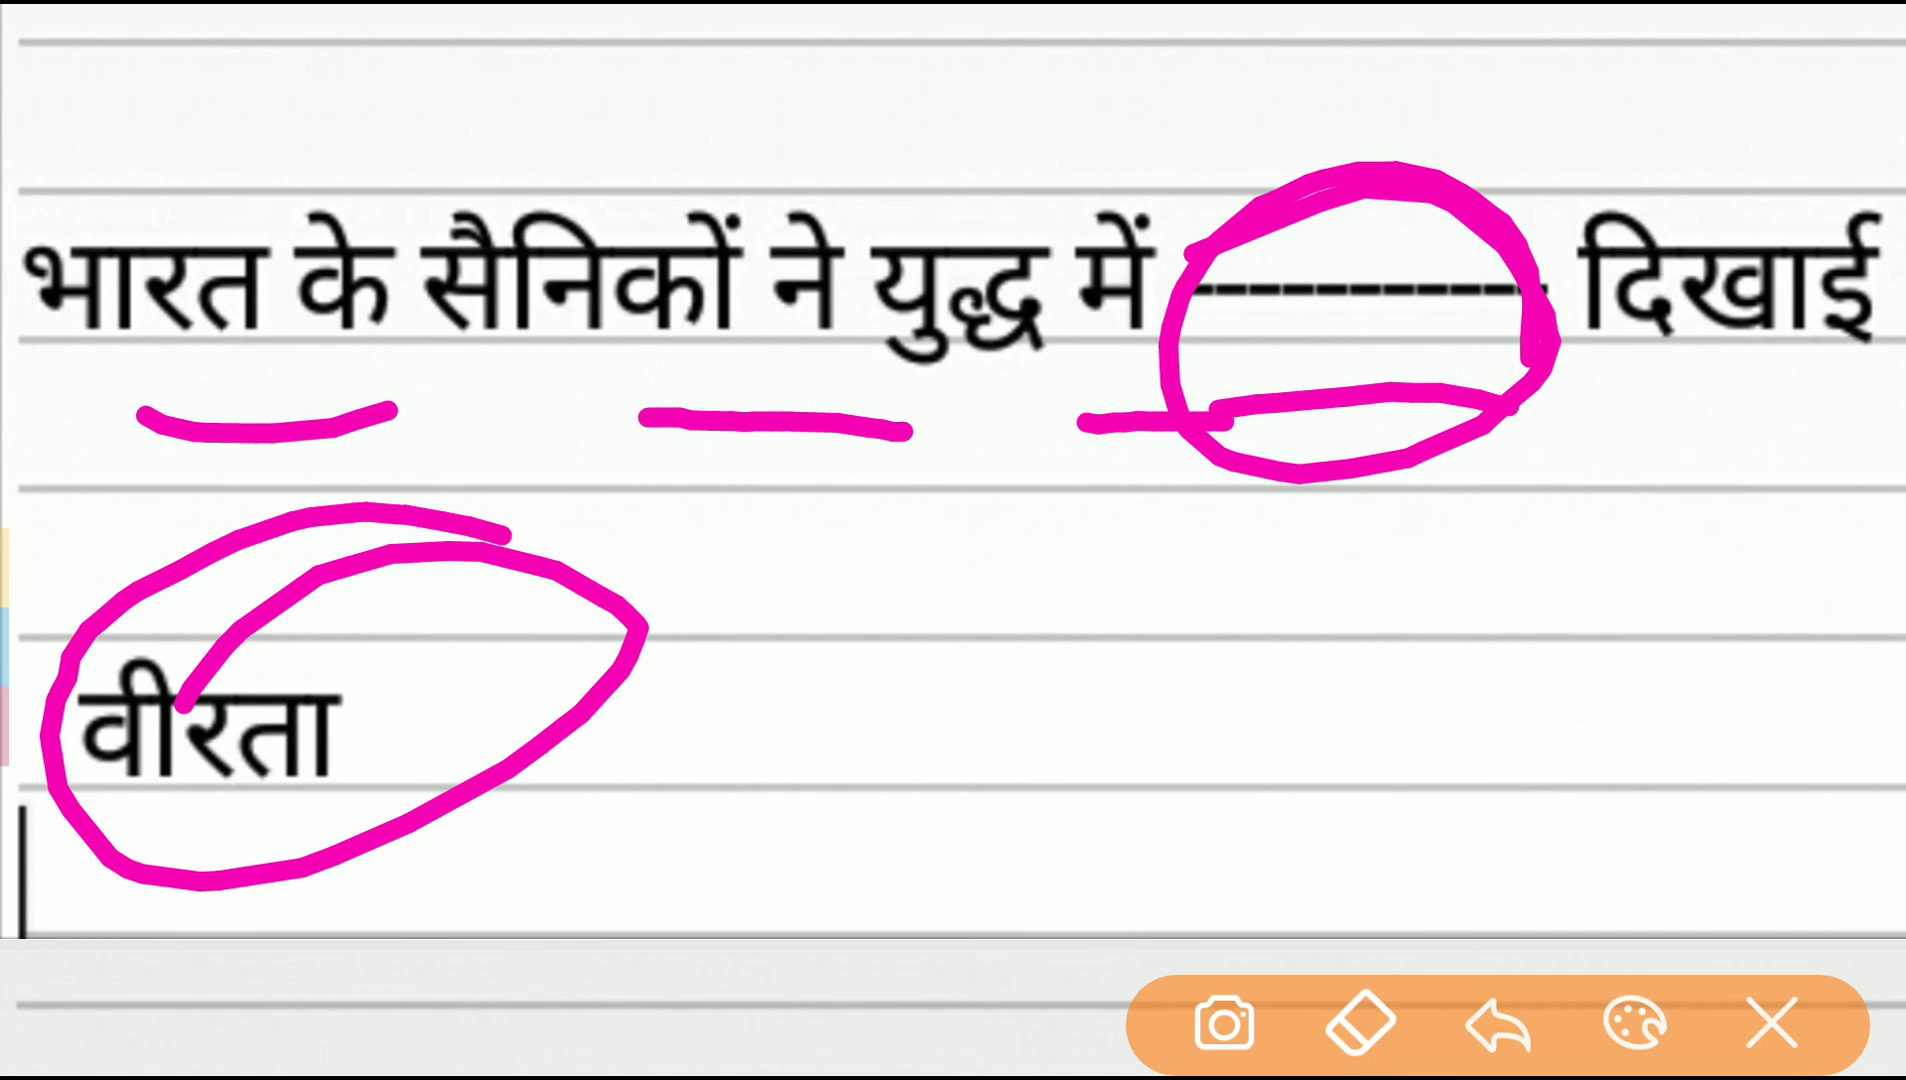 भारत के सैनिकों ने युद्ध में ----------- दिखाई
वीरता